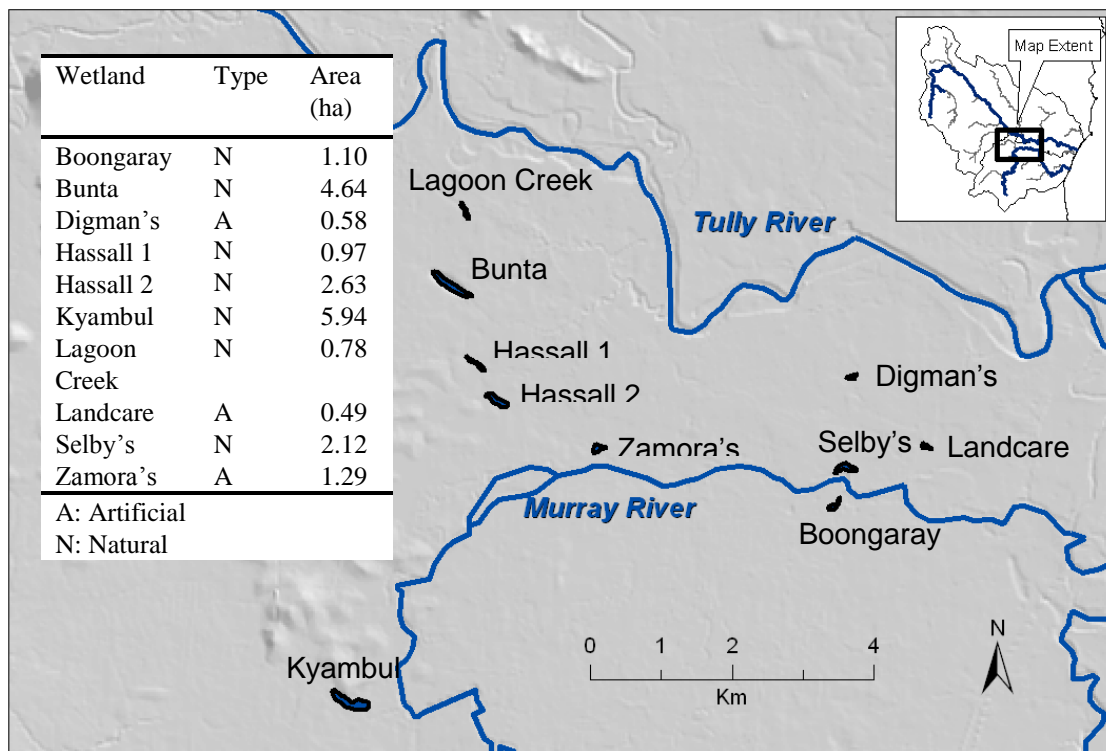 Wetland Type Area
(ha)
Boongaray N 1.10
Bunta N 4.64
Digman's A 0.58
Hassall 1 N 0.97
Hassall 2 N 2.63
Kyambul N 5.94
Lagoon N 0.78
Creek
Landcare A 0.49
Selby's N 2.12
Zamora's A 1.29
A: Artificial
N: Natural
Map Extent
Lagoon Creek
Tully River
Bunta
Hassall 1
Digman's
Hassall 2
Zamora's
Selby's
Landcare
Murray River
Boongaray
Kyambul
0 1 2 4
Km
N